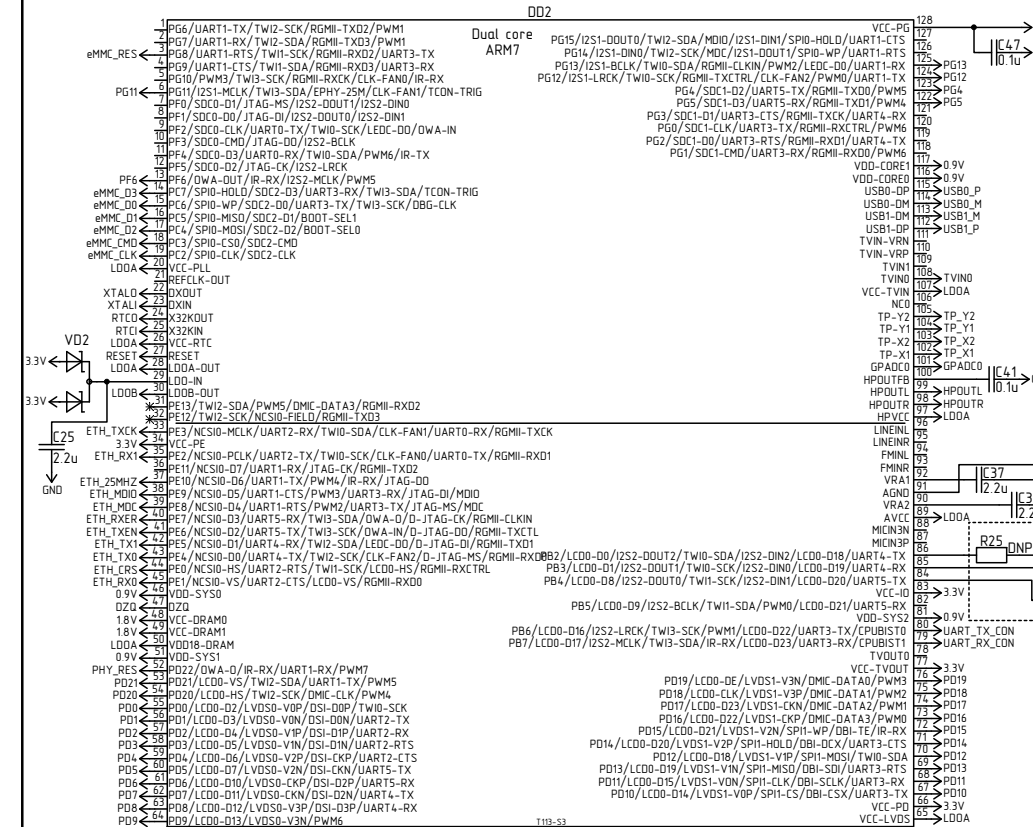 DD2
Dual core
ARM7
1 PG6/UART1-TX/TWI2-SCK/RGMII-TXD2/PWM1
2 PG7/UART1-RX/TWI2-SDA/RGMII-TXD3/PWM1
eMMC_RES 3 PG8/UART1-RTS/TWI1-SCK/RGMII-RXD2/UART3-TX
4 PG9/UART1-CTS/TWI1-SDA/RGMII-RXD3/UART3-RX
5 PG10/PWM3/TWI3-SCK/RGMII-RXCK/CLK-FAN0/IR-RX
PG11 6 PG11/I2S1-MCLK/TWI3-SDA/EPHY-25M/CLK-FAN1/TCON-TRIG
7 PF0/SDC0-D1/JTAG-MS/I2S2-DOUT1/I2S2-DIN0
8 PF1/SDC0-D0/JTAG-DI/I2S2-DOUT0/I2S2-DIN1
9 PF2/SDC0-CLK/UART0-TX/TWI0-SCK/LEDC-DO/OWA-IN
10 PF3/SDC0-CMD/JTAG-DO/I2S2-BCLK
11 PF4/SDC0-D3/UART0-RX/TWI0-SDA/PWM6/IR-TX
12 PF5/SDC0-D2/JTAG-CK/I2S2-LRCK
PF6 13 PF6/OWA-OUT/IR-RX/I2S2-MCLK/PWM5
eMMC_D3 14 PC7/SPI0-HOLD/SDC2-D3/UART3-RX/TWI3-SDA/TCON-TRIG
eMMC_D0 15 PC6/SPI0-WP/SDC2-D0/UART3-TX/TWI3-SCK/DBG-CLK
eMMC_D1 16 PC5/SPI0-MISO/SDC2-D1/BOOT-SEL1
eMMC_D2 17 PC4/SPI0-MOSI/SDC2-D2/BOOT-SEL0
eMMC_CMD 18 PC3/SPI0-CS0/SDC2-CMD
eMMC_CLK 19 PC2/SPI0-CLK/SDC2-CLK
LDOA 20 VCC-PLL
21 REFCLK-OUT
XTALO 22 DXOUT
XTALI 23 DXIN
RTCO 24 X32KOUT
RTCI 25 X32KIN
LDOA 26 VCC-RTC
RESET 27 RESET
LDOA 28 LDOA-OUT
29 LDO-IN
LDOB 30 LDOB-OUT
31 PE13/TWI2-SDA/PWM5/DMIC-DATA3/RGMII-RXD2
32 PE12/TWI2-SCK/NCSI0-FIELD/RGMII-TXD3
ETH_TXCK 33 PE3/NCSI0-MCLK/UART2-RX/TWI0-SDA/CLK-FAN1/UART0-RX/RGMII-TXCK
3.3V 34 VCC-PE
ETH_RX1 35 PE2/NCSI0-PCLK/UART2-TX/TWI0-SCK/CLK-FAN0/UART0-TX/RGMII-RXD1
36 PE11/NCSI0-D7/UART1-RX/JTAG-CK/RGMII-TXD2
ETH_25MHZ 37 PE10/NCSI0-D6/UART1-TX/PWM4/IR-RX/JTAG-DO
ETH_MDIO 38 PE9/NCSI0-D5/UART1-CTS/PWM3/UART3-RX/JTAG-DI/MDIO
ETH_MDC 39 PE8/NCSI0-D4/UART1-RTS/PWM2/UART3-TX/JTAG-MS/MDC
ETH_RXER 40 PE7/NCSI0-D3/UART5-RX/TWI3-SDA/OWA-O/D-JTAG-CK/RGMII-CLKIN
ETH_TXEN 41 PE6/NCSI0-D2/UART5-TX/TWI3-SCK/OWA-IN/D-JTAG-DO/RGMII-TXCTL
ETH_TX1 42 PE5/NCSI0-D1/UART4-RX/TWI2-SDA/LEDC-DO/D-JTAG-DI/RGMII-TXD1
ETH_TX0 43 PE4/NCSI0-D0/UART4-TX/TWI2-SCK/CLK-FAN2/D-JTAG-MS/RGMII-RXD0
ETH_CRS 44 PE0/NCSI0-HS/UART2-RTS/TWI1-SCK/LCD0-HS/RGMII-RXCTRL
ETH_RX0 45 PE1/NCSI0-VS/UART2-CTS/LCD0-VS/RGMII-RXD0
0.9V 46 VDD-SYS0
DZQ 47 DZQ
1.8V 48 VCC-DRAM0
1.8V 49 VCC-DRAM1
LDOA 50 VDD18-DRAM
0.9V 51 VDD-SYS1
PHY_RES 52 PD22/OWA-O/IR-RX/UART1-RX/PWM7
PD21 53 PD21/LCD0-VS/TWI2-SDA/UART1-TX/PWM5
PD20 54 PD20/LCD0-HS/TWI2-SCK/DMIC-CLK/PWM4
PD0 55 PD0/LCD0-D2/LVDS0-V0P/DSI-D0P/TWI0-SCK
PD1 56 PD1/LCD0-D3/LVDS0-V0N/DSI-D0N/UART2-TX
PD2 57 PD2/LCD0-D4/LVDS0-V1P/DSI-D1P/UART2-RX
PD3 58 PD3/LCD0-D5/LVDS0-V1N/DSI-D1N/UART2-RTS
PD4 59 PD4/LCD0-D6/LVDS0-V2P/DSI-CKP/UART2-CTS
PD5 60 PD5/LCD0-D7/LVDS0-V2N/DSI-CKN/UART5-TX
PD6 61 PD6/LCD0-D10/LVDS0-CKP/DSI-D2P/UART5-RX
PD7 62 PD7/LCD0-D11/LVDS0-CKN/DSI-D2N/UART4-TX
PD8 63 PD8/LCD0-D12/LVDS0-V3P/DSI-D3P/UART4-RX
PD9 64 PD9/LCD0-D13/LVDS0-V3N/PWM6
VD2
3.3V
3.3V
C25
2.2u
GND
VCC-PG 128
PG15/I2S1-DOUT0/TWI2-SDA/MDIO/I2S1-DIN1/SPI0-HOLD/UART1-CTS 127
PG14/I2S1-DIN0/TWI2-SCK/MDC/I2S1-DOUT1/SPI0-WP/UART1-RTS 126
PG13/I2S1-BCLK/TWI0-SDA/RGMII-CLKIN/PWM2/LEDC-DO/UART1-RX 125 PG13
PG12/I2S1-LRCK/TWI0-SCK/RGMII-TXCTRL/CLK-FAN2/PWM0/UART1-TX 124 PG12
PG4/SDC1-D2/UART5-TX/RGMII-TXD0/PWM5 123 PG4
PG5/SDC1-D3/UART5-RX/RGMII-TXD1/PWM4 122 PG5
PG3/SDC1-D1/UART3-CTS/RGMII-TXCK/UART4-RX 121
PG0/SDC1-CLK/UART3-TX/RGMII-RXCTRL/PWM6 120
PG2/SDC1-D0/UART3-RTS/RGMII-RXD1/UART4-TX 119
PG1/SDC1-CMD/UART3-RX/RGMII-RXD0/PWM6 118
VDD-CORE1 117 0.9V
VDD-CORE0 116 0.9V
USB0-DP 115 USB0_P
USB0-DM 114 USB0_M
USB1-DM 113 USB1_M
USB1-DP 112 USB1_P
TVIN-VRN 111
TVIN-VRP 110
TVIN1 109
TVIN0 108 TVIN0
VCC-TVIN 107 LDOA
NC0 106
TP-Y2 105 TP_Y2
TP-Y1 104 TP_Y1
TP-X2 103 TP_X2
TP-X1 102 TP_X1
GPADC0 101 GPADC0
HPOUTFB 100
HPOUTL 99 HPOUTL
HPOUTR 98 HPOUTR
HPVCC 97 LDOA
LINEINL 96
LINEINR 95
FMINL 94
FMINR 93
VRA1 92
AGND 91
VRA2 90
AVCC 89 LDOA
MICIN3N 88
MICIN3P 87
PB2/LCD0-D0/I2S2-DOUT2/TWI0-SDA/I2S2-DIN2/LCD0-D18/UART4-TX 86
PB3/LCD0-D1/I2S2-DOUT1/TWI0-SCK/I2S2-DIN0/LCD0-D19/UART4-RX 85
PB4/LCD0-D8/I2S2-DOUT0/TWI1-SCK/I2S2-DIN1/LCD0-D20/UART5-TX 84
VCC-IO 83 3.3V
PB5/LCD0-D9/I2S2-BCLK/TWI1-SDA/PWM0/LCD0-D21/UART5-RX 82
VDD-SYS2 81 0.9V
PB6/LCD0-D16/I2S2-LRCK/TWI3-SCK/PWM1/LCD0-D22/UART3-TX/CPUBIST0 80 UART_TX_CON
PB7/LCD0-D17/I2S2-MCLK/TWI3-SDA/IR-RX/LCD0-D23/UART3-RX/CPUBIST1 79 UART_RX_CON
TVOUT0 78
VCC-TVOUT 77 3.3V
PD19/LCD0-DE/LVDS1-V3N/DMIC-DATA0/PWM3 76 PD19
PD18/LCD0-CLK/LVDS1-V3P/DMIC-DATA1/PWM2 75 PD18
PD17/LCD0-D23/LVDS1-CKN/DMIC-DATA2/PWM1 74 PD17
PD16/LCD0-D22/LVDS1-CKP/DMIC-DATA3/PWM0 73 PD16
PD15/LCD0-D21/LVDS1-V2N/SPI1-WP/DBI-TE/IR-RX 72 PD15
PD14/LCD0-D20/LVDS1-V2P/SPI1-HOLD/DBI-DCX/UART3-CTS 71 PD14
PD12/LCD0-D18/LVDS1-V1P/SPI1-MOSI/TWI0-SDA 70 PD12
PD13/LCD0-D19/LVDS1-V1N/SPI1-MISO/DBI-SDI/UART3-RTS 69 PD13
PD11/LCD0-D15/LVDS1-V0N/SPI1-CLK/DBI-SCLK/UART3-RX 68 PD11
PD10/LCD0-D14/LVDS1-V0P/SPI1-CS/DBI-CSX/UART3-TX 67 PD10
VCC-PD 66 3.3V
VCC-LVDS 65 LDOA
C47
0.1u
C41
0.1u
C37
2.2u
R25 DNP
T113-S3